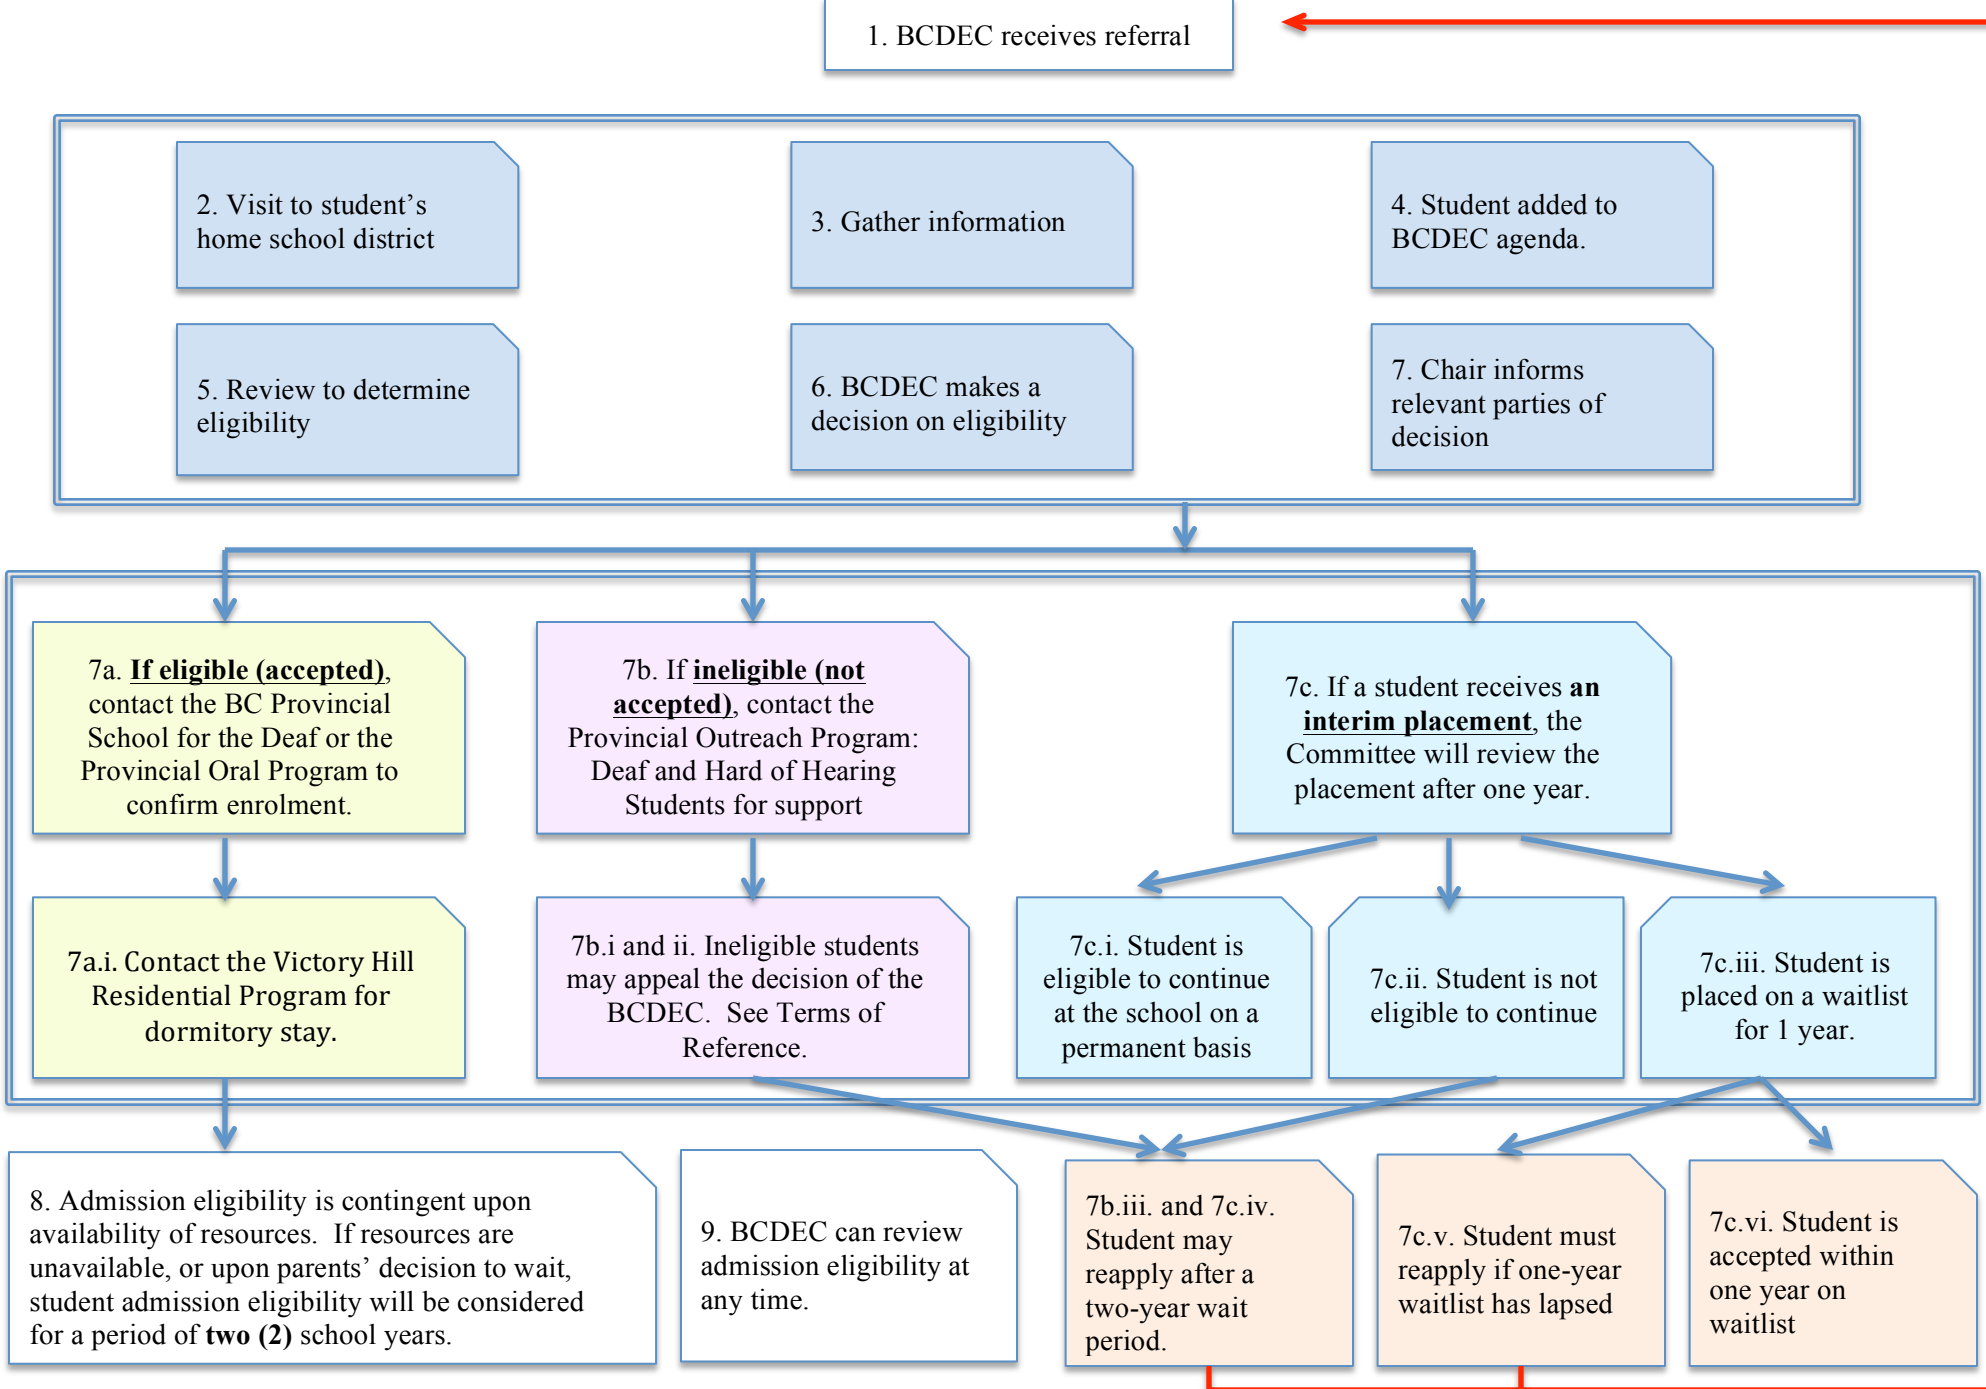 1. BCDEC receives referral
2. Visit to student’s
home school district
3. Gather information
4. Student added to
BCDEC agenda.
5. Review to determine
eligibility
6. BCDEC makes a
decision on eligibility
7. Chair informs
relevant parties of
decision
7a. If eligible (accepted),
contact the BC Provincial
School for the Deaf or the
Provincial Oral Program to
confirm enrolment.
7b. If ineligible (not
accepted), contact the
Provincial Outreach Program:
Deaf and Hard of Hearing
Students for support
7c. If a student receives an
interim placement, the
Committee will review the
placement after one year.
7a.i. Contact the Victory Hill
Residential Program for
dormitory stay.
7b.i and ii. Ineligible students
may appeal the decision of the
BCDEC.  See Terms of
Reference.
7c.i. Student is
eligible to continue
at the school on a
permanent basis
7c.ii. Student is not
eligible to continue
7c.iii. Student is
placed on a waitlist
for 1 year.
8. Admission eligibility is contingent upon
availability of resources.  If resources are
unavailable, or upon parents’ decision to wait,
student admission eligibility will be considered
for a period of two (2) school years.
9. BCDEC can review
admission eligibility at
any time.
7b.iii. and 7c.iv.
Student may
reapply after a
two-year wait
period.
7c.v. Student must
reapply if one-year
waitlist has lapsed
7c.vi. Student is
accepted within
one year on
waitlist